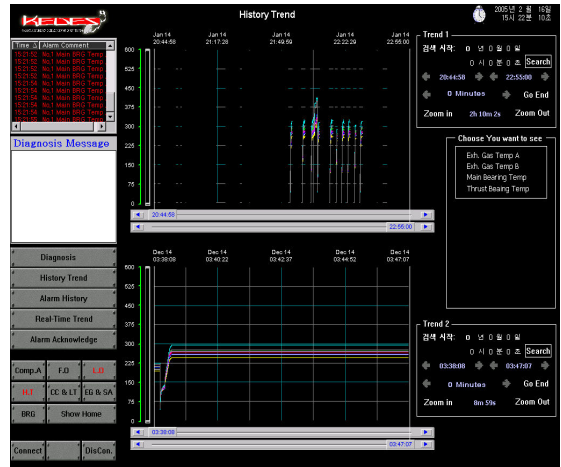 KEDES
History Trend
2005년 2 월 16일
15시 22분 10초
Time Δ Alarm Comment
15:21:52 No.1 Main BRG Temp
15:21:52 No.1 Main BRG Temp
15:21:52 No.1 Main BRG Temp
15:21:54 No.1 Main BRG Temp
15:21:54 No.1 Main BRG Temp
15:21:54 No.1 Main BRG Temp
Diagnosis Message
Diagnosis
History Trend
Alarm History
Real-Time Trend
Alarm Acknowledge
Comp.A F.O L.O
H.T CC & LT EG & SA
BRG Show Home
Connect DisCon.
Jan 14 Jan 14 Jan 14 Jan 14 Jan 14
20:44:58 21:17:28 21:49:59 22:22:29 22:55:00
600
525
450
375
300
225
150
75
0
20:44:58
22:55:00
Dec 14 Dec 14 Dec 14 Dec 14 Dec 14
03:38:08 03:40:22 03:42:37 03:44:52 03:47:07
600
525
450
375
300
225
150
75
0
03:38:08
03:47:07
Trend 1
검색 시작: 0 년 0 월 0 일
0 시 0 분 0 초 Search
20:44:58 22:55:00
0 Minutes Go End
Zoom in 2h 10m 2s Zoom Out
Choose You want to see
Exh. Gas Temp A
Exh. Gas Temp B
Main Bearing Temp
Thrust Beaing Temp
Trend 2
검색 시작: 0 년 0 월 0 일
0 시 0 분 0 초 Search
03:38:08 03:47:07
0 Minutes Go End
Zoom in 8m 59s Zoom Out